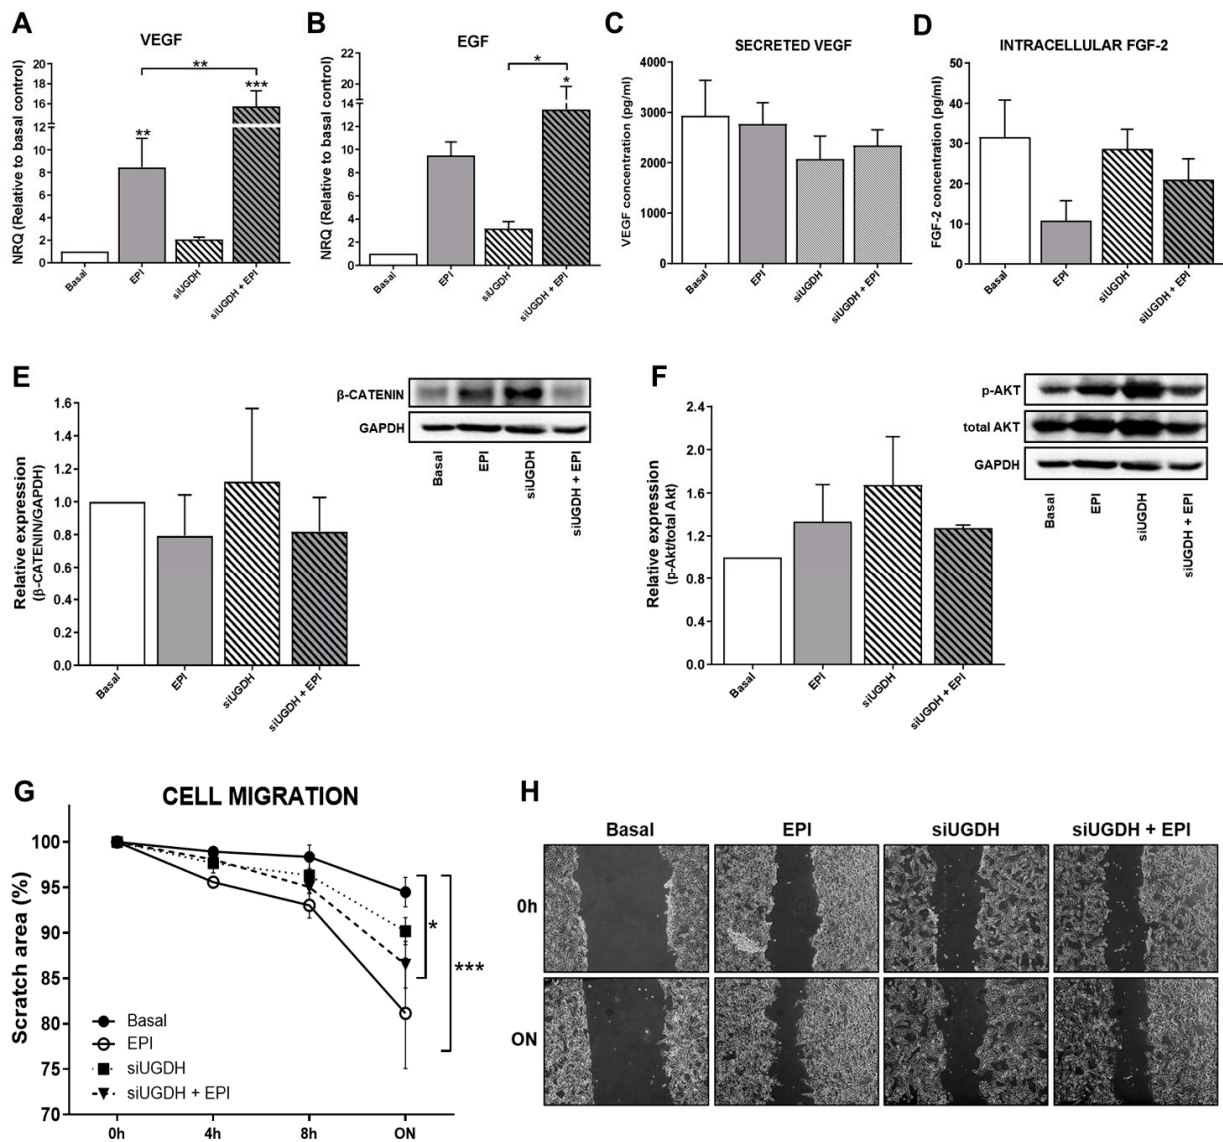 A
VEGF
NRQ (Relative to basal control)
20
18
16
14
12
12
10
8
6
4
2
0
**
**
***
Basal
EPI
siUGDH
siUGDH + EPI
B
EGF
NRQ (Relative to basal control)
22
20
18
16
14
14
12
10
8
6
4
2
0
*
*
Basal
EPI
siUGDH
siUGDH + EPI
C
SECRETED VEGF
VEGF concentration (pg/ml)
4000
3000
2000
1000
0
Basal
EPI
siUGDH
siUGDH + EPI
D
INTRACELLULAR FGF-2
FGF-2 concentration (pg/ml)
50
40
30
20
10
0
Basal
EPI
siUGDH
siUGDH + EPI
E
Relative expression
(β-CATENIN/GAPDH)
1.6
1.4
1.2
1.0
0.8
0.6
0.4
0.2
0.0
Basal
EPI
siUGDH
siUGDH + EPI
β-CATENIN
GAPDH
Basal
EPI
siUGDH
siUGDH + EPI
F
Relative expression
(p-Akt/total Akt)
2.4
2.0
1.6
1.2
0.8
0.4
0.0
Basal
EPI
siUGDH
siUGDH + EPI
p-AKT
total AKT
GAPDH
Basal
EPI
siUGDH
siUGDH + EPI
G
CELL MIGRATION
Scratch area (%)
100
95
90
85
80
75
70
*
***
Basal
EPI
siUGDH
siUGDH + EPI
0h
4h
8h
ON
H
Basal
EPI
siUGDH
siUGDH + EPI
0h
ON